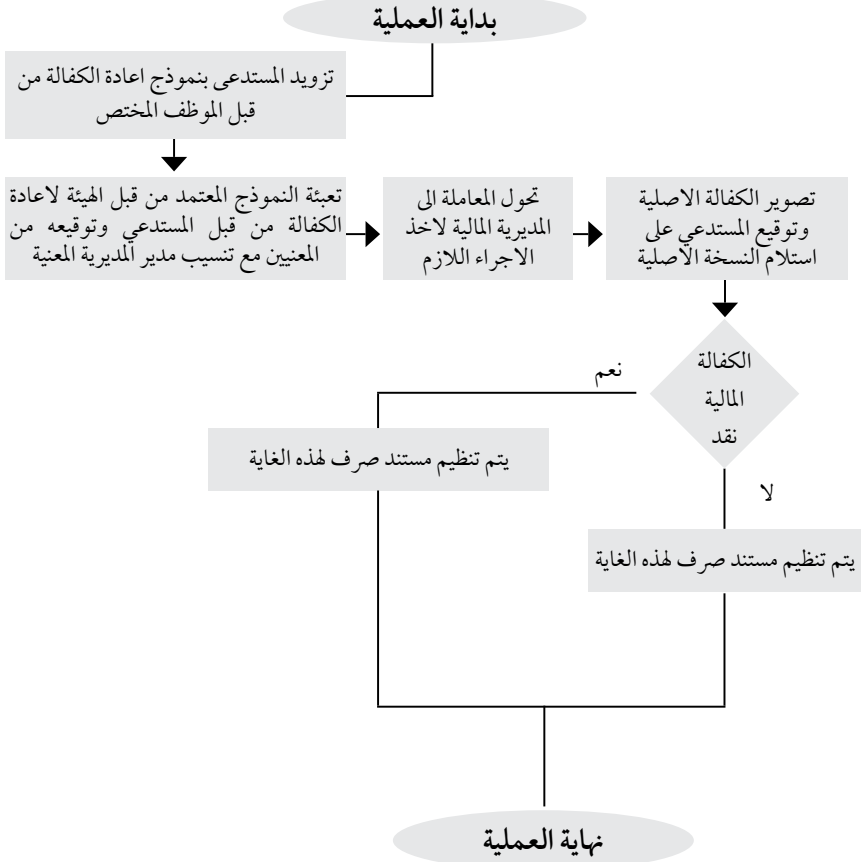 بداية العملية
تزويد المستدعى بنموذج اعادة الكفالة من
قبل الموظف المختص
تعبئة النموذج المعتمد من قبل الهيئة لاعادة
الكفالة من قبل المستدعي وتوقيعه من
المعنيين مع تنسيب مدير المديرية المعنية
تحول المعاملة الى
المديرية المالية لاخذ
الاجراء اللازم
تصوير الكفالة الاصلية
وتوقيع المستدعي على
استلام النسخة الاصلية
الكفالة
المالية
نقد
نعم
يتم تنظيم مستند صرف لهذه الغاية
لا
يتم تنظيم مستند صرف لهذه الغاية
نهاية العملية